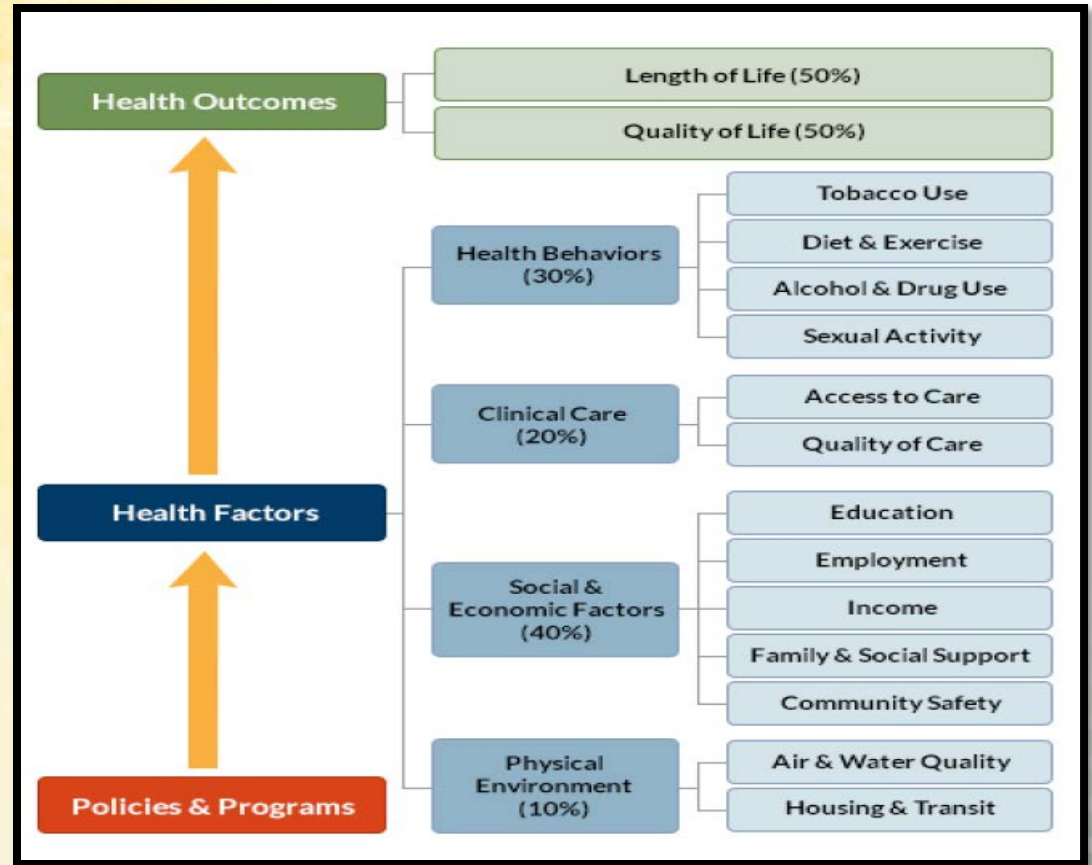 Health Outcomes
Length of Life (50%)
Quality of Life (50%)
Health Factors
Health Behaviors
(30%)
Tobacco Use
Diet & Exercise
Alcohol & Drug Use
Sexual Activity
Clinical Care
(20%)
Access to Care
Quality of Care
Social &
Economic Factors
(40%)
Education
Employment
Income
Family & Social Support
Community Safety
Physical
Environment
(10%)
Air & Water Quality
Housing & Transit
Policies & Programs